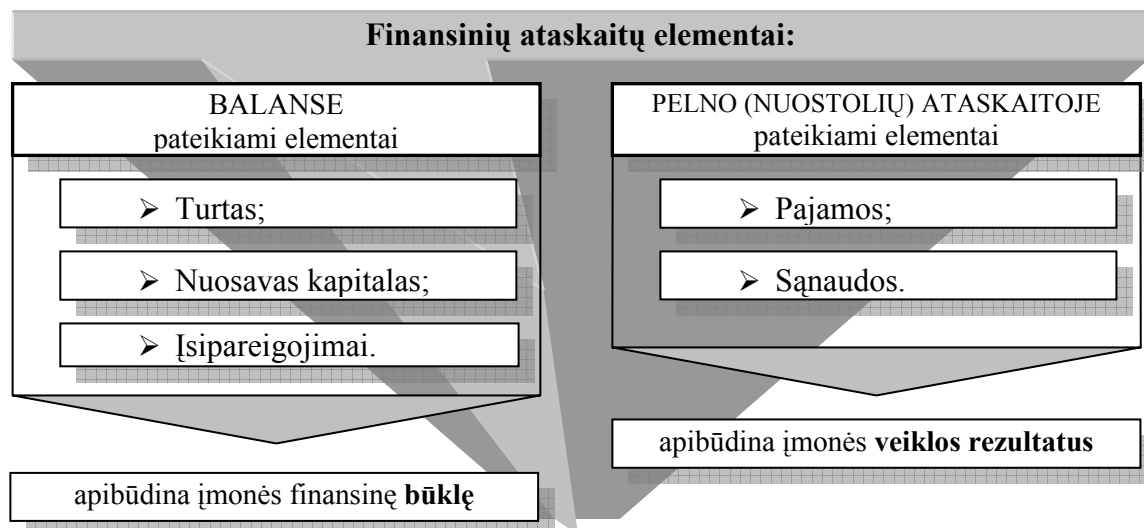 Finansinių ataskaitų elementai:
BALANSE
pateikiami elementai
➢ Turtas;
➢ Nuosavas kapitalas;
➢ Įsipareigojimai.
apibūdina įmonės finansinę būklę
PELNO (NUOSTOLIŲ) ATASKAITOJE
pateikiami elementai
➢ Pajamos;
➢ Sąnaudos.
apibūdina įmonės veiklos rezultatus